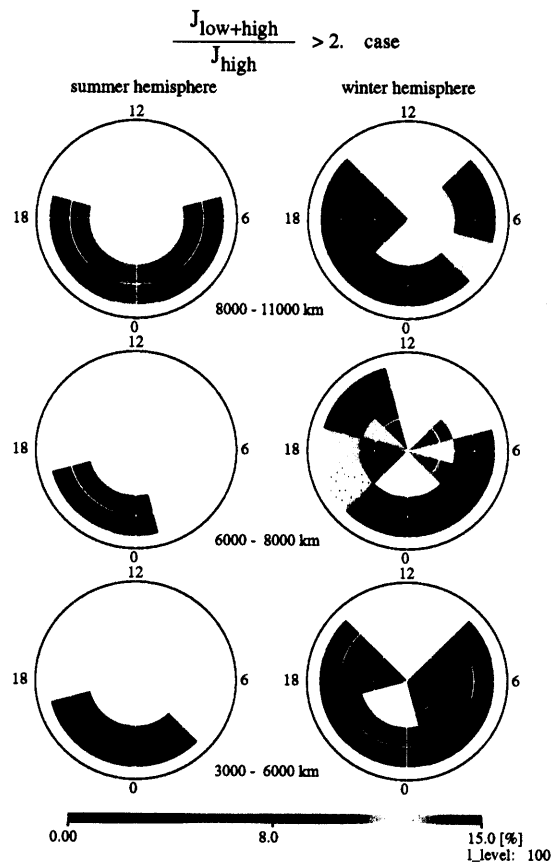 J low+high
J high
> 2. case
summer hemisphere winter hemisphere
12 12
18 6 18 6
0 0
8000 - 11000 km
12 12
18 6 18 6
0 0
6000 - 8000 km
12 12
18 6 18 6
0 0
3000 - 6000 km
0.00 8.0 15.0 [%]
l_level: 100